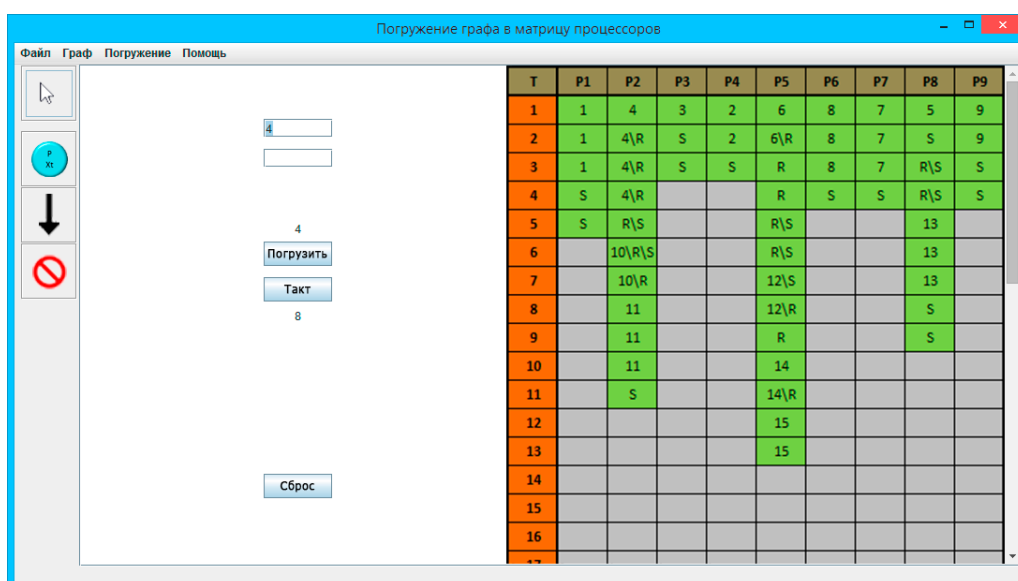 Погружение графа в матрицу процессоров
Файл Граф Погружение Помощь
P
Xt
4
4
Погрузить
Такт
8
Сброс
T P1 P2 P3 P4 P5 P6 P7 P8 P9
1 1 4 3 2 6 8 7 5 9
2 1 4\R S 2 6\R 8 7 S 9
3 1 4\R S S R 8 7 R\S S
4 S 4\R R S S R\S S
5 S R\S R\S 13
6 10\R\S R\S 13
7 10\R 12\S 13
8 11 12\R S
9 11 R S
10 11 14
11 S 14\R
12 15
13 15
14
15
16
17